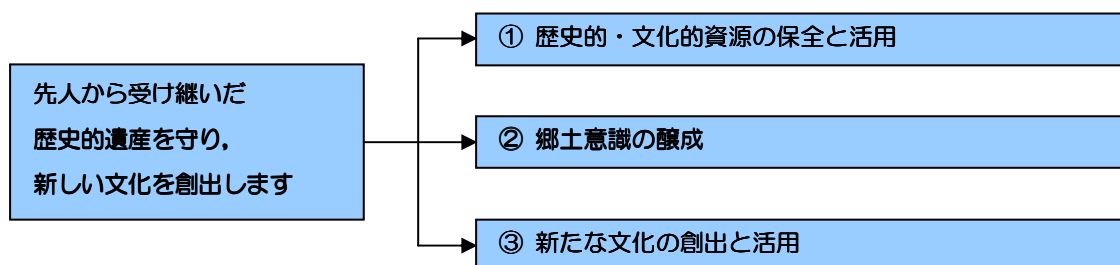 先人から受け継いだ
歴史的遺産を守り，
新しい文化を創出します
① 歴史的・文化的資源の保全と活用
② 郷土意識の醸成
③ 新たな文化の創出と活用